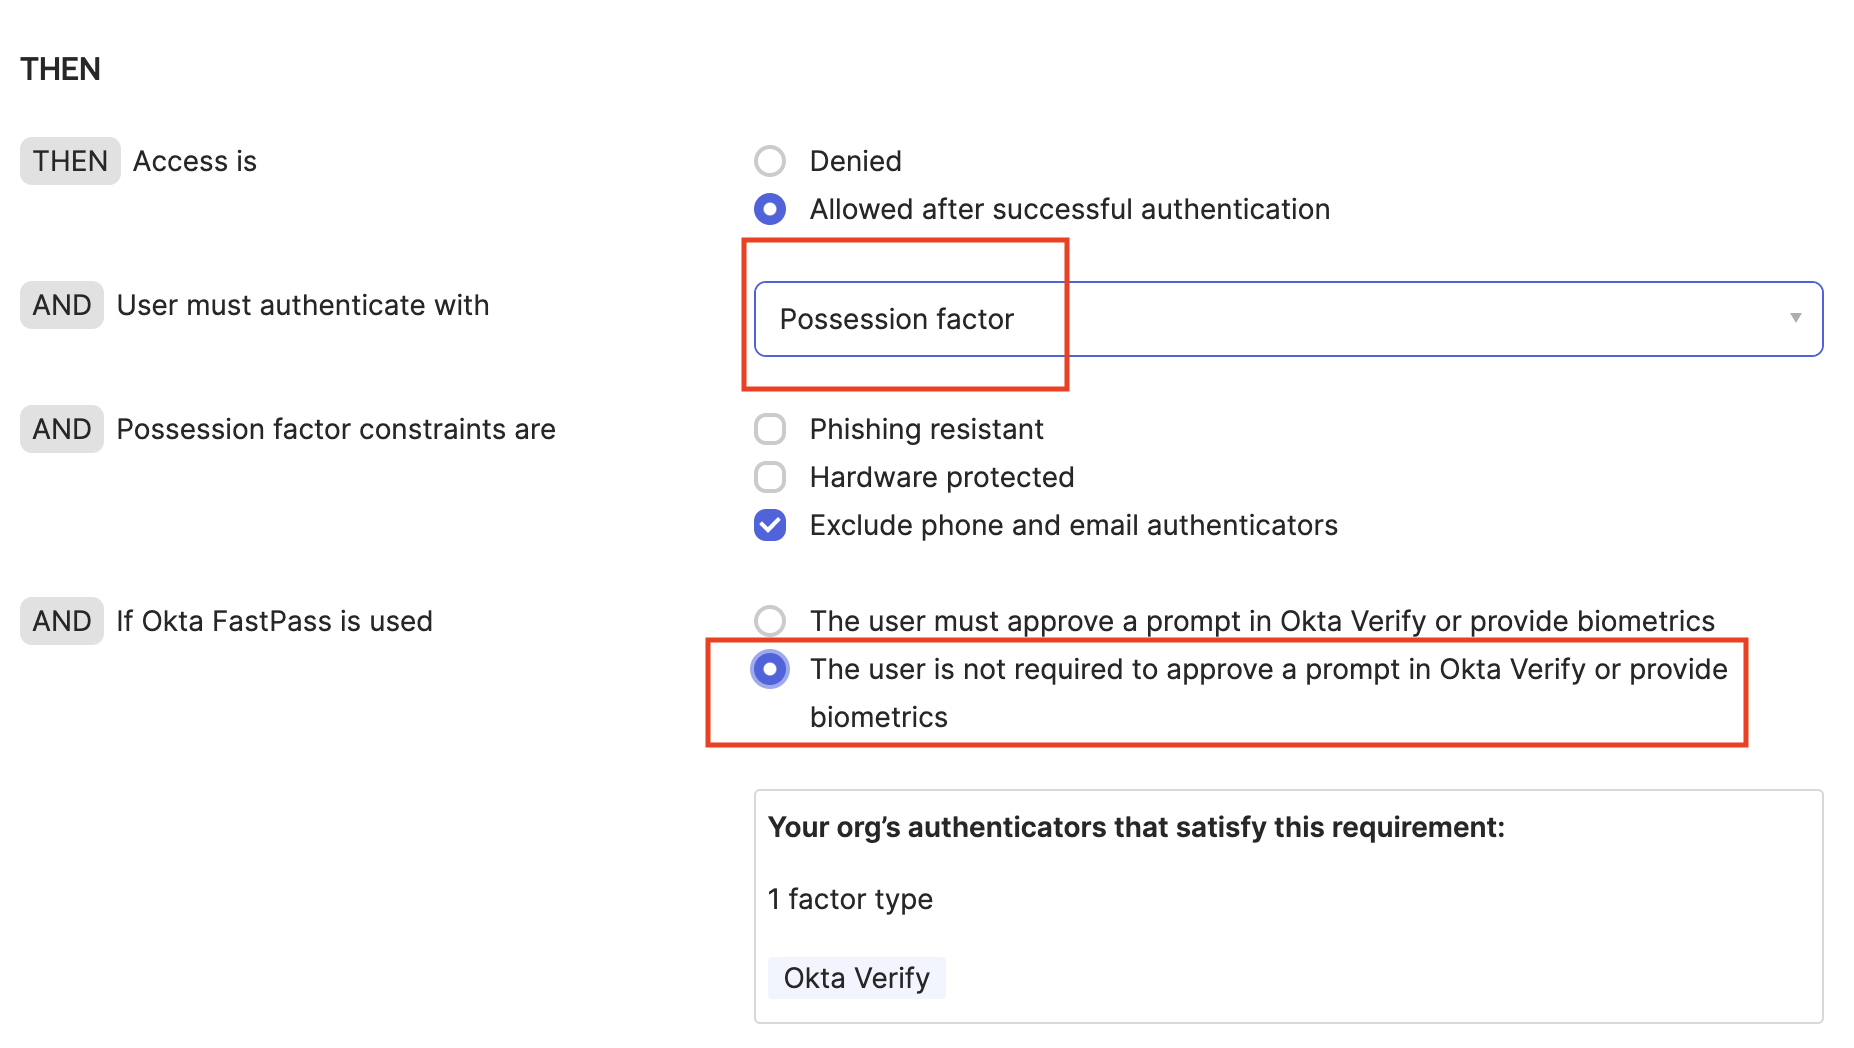 THEN
THEN Access is
Denied
Allowed after successful authentication
AND User must authenticate with
Possession factor
AND Possession factor constraints are
Phishing resistant
Hardware protected
Exclude phone and email authenticators
AND If Okta FastPass is used
The user must approve a prompt in Okta Verify or provide biometrics
The user is not required to approve a prompt in Okta Verify or provide
biometrics
Your org’s authenticators that satisfy this requirement:
1 factor type
Okta Verify